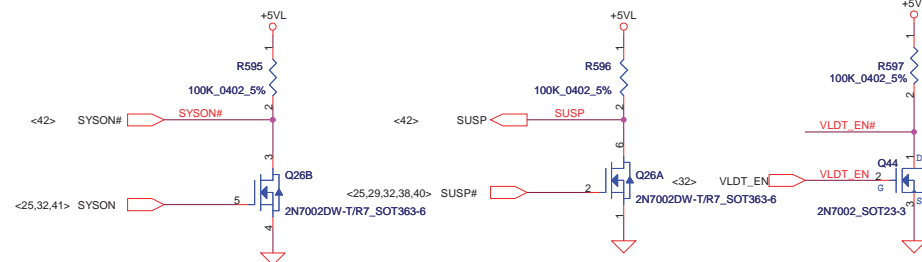 +5VL
1
R595
100K_0402_5%
2
<42> SYSON# SYSON#
3
Q26B
<25,32,41> SYSON 5
2N7002DW-T/R7_SOT363-6
4
+5VL
1
R596
100K_0402_5%
2
<42> SUSP SUSP
6
Q26A
<25,29,32,38,40> SUSP# 2
2N7002DW-T/R7_SOT363-6
1
+5V
1
R597
100K_0402_5%
2
VLDT_EN#
1 D
Q44
<32> VLDT_EN VLDT_EN 2
G
S
3
2N7002_SOT23-3